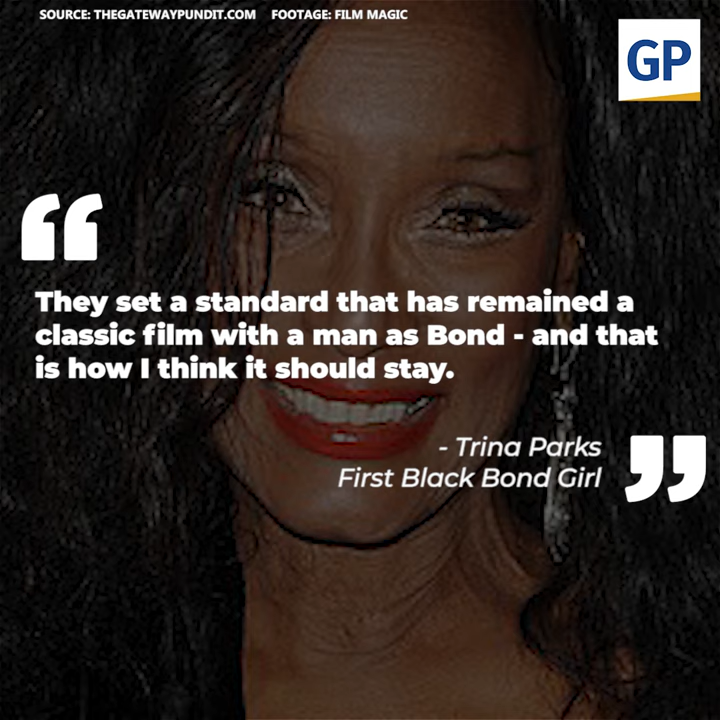 SOURCE: THEGATEWAYPUNDIT.COM FOOTAGE: FILM MAGIC
GP
“
They set a standard that has remained a
classic film with a man as Bond - and that
is how I think it should stay.
- Trina Parks
First Black Bond Girl
”